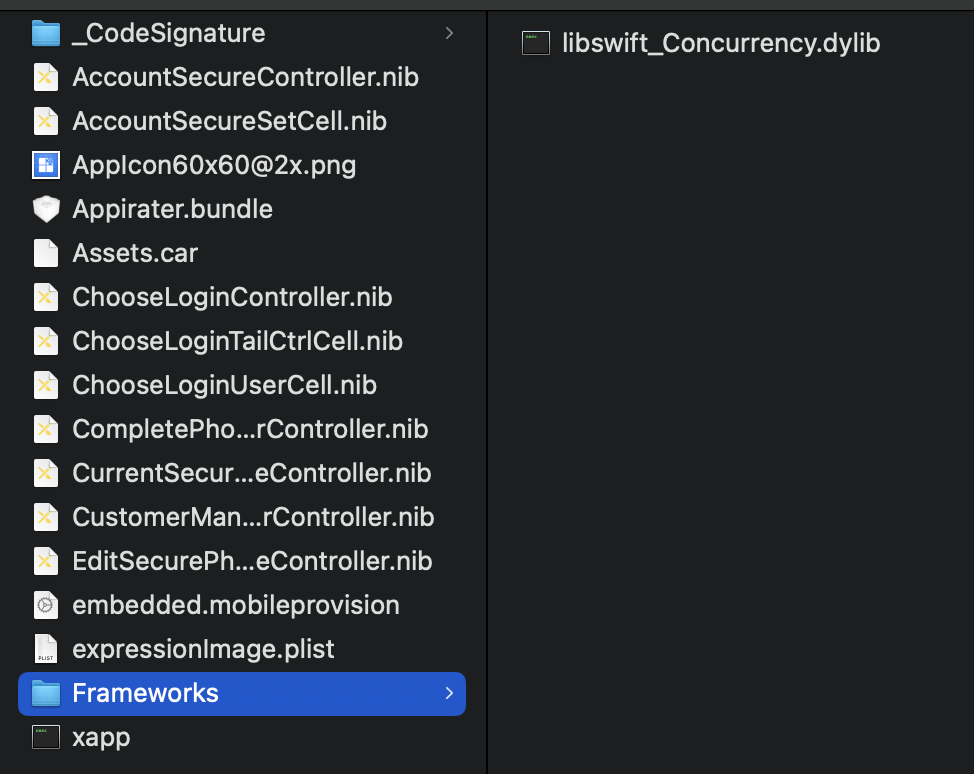 _CodeSignature
AccountSecureController.nib
AccountSecureSetCell.nib
AppIcon60x60@2x.png
Appirater.bundle
Assets.car
ChooseLoginController.nib
ChooseLoginTailCtrlCell.nib
ChooseLoginUserCell.nib
CompletePho...rController.nib
CurrentSecur...eController.nib
CustomerMan...rController.nib
EditSecurePh...eController.nib
embedded.mobileprovision
PLIST expressionImage.plist
Frameworks
xapp
libswift_Concurrency.dylib